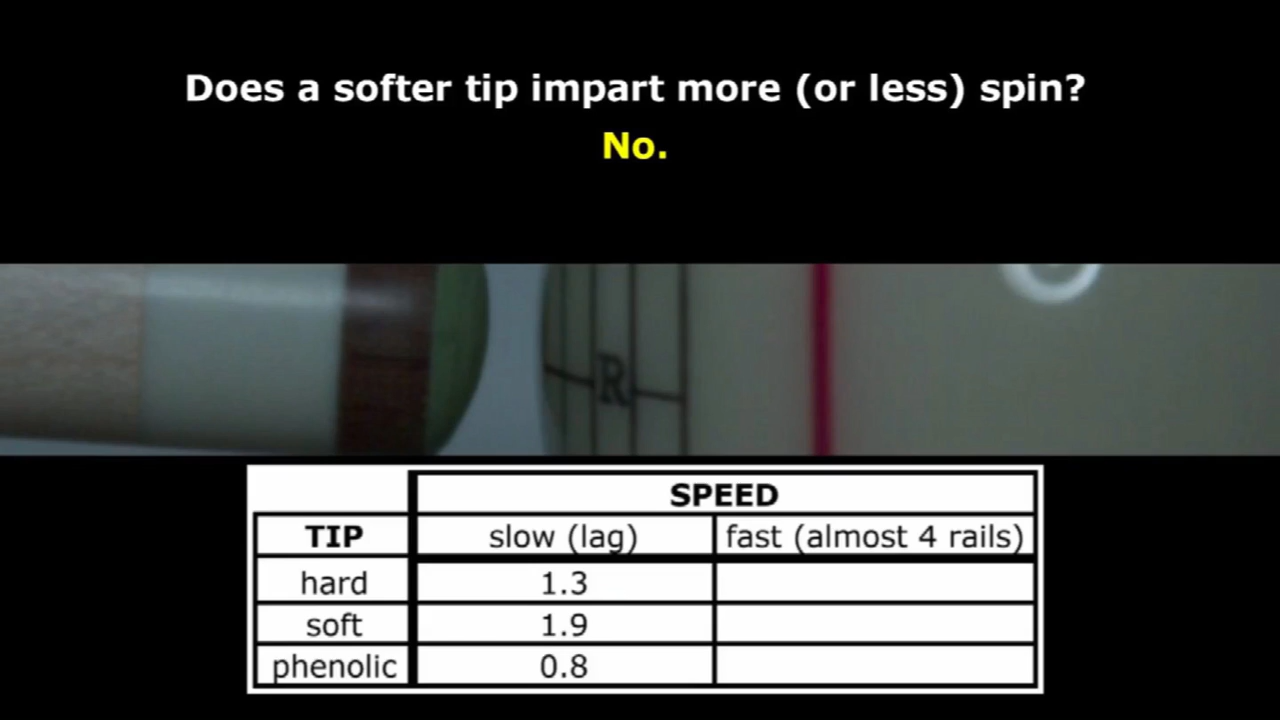 Does a softer tip impart more (or less) spin?
No.
R
SPEED
TIP slow (lag) fast (almost 4 rails)
hard 1.3
soft 1.9
phenolic 0.8